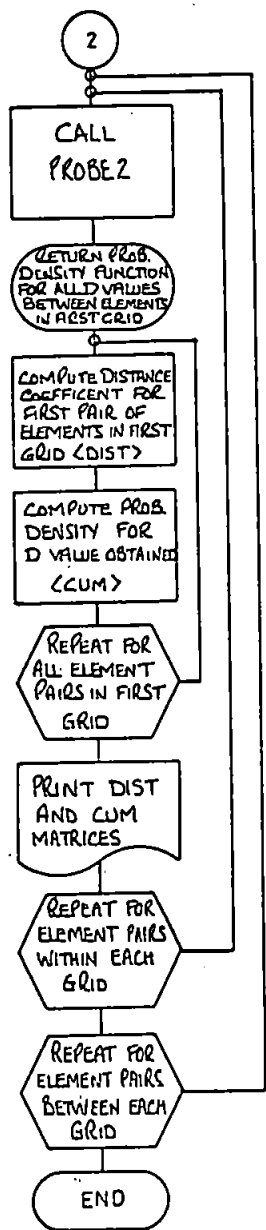 2
CALL
PROBE2
RETURN PROB.
DENSITY FUNCTION
FOR ALL D VALUES
BETWEEN ELEMENTS
IN FIRST GRID
COMPUTE DISTANCE
COEFFICENT FOR
FIRST PAIR OF
ELEMENTS IN FIRST
GRID <DIST>
COMPUTE PROB.
DENSITY FOR
D VALUE OBTAINED
<CUM>
REPEAT FOR
ALL ELEMENT
PAIRS IN FIRST
GRID
PRINT DIST
AND CUM
MATRICES
REPEAT FOR
ELEMENT PAIRS
WITHIN EACH
GRID
REPEAT FOR
ELEMENT PAIRS
BETWEEN EACH
GRID
END